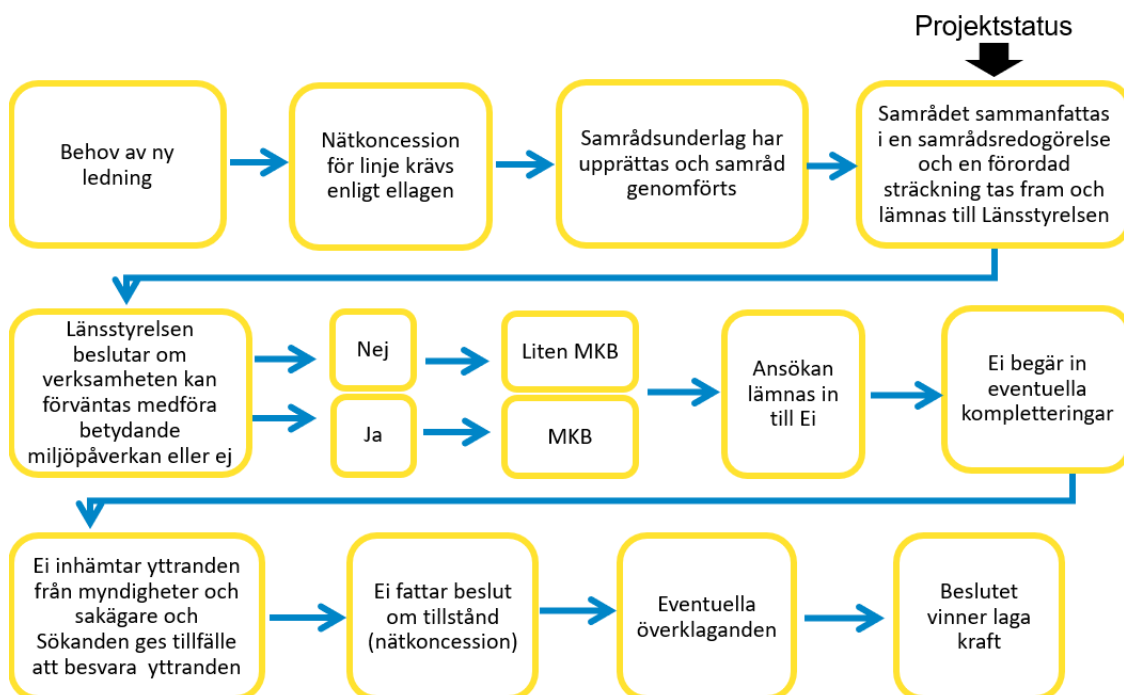 Projektstatus
Behov av ny
ledning
Nätkoncession
för linje krävs
enligt ellagen
Samrådsunderlag har
upprättas och samråd
genomförts
Samrådet sammanfattas
i en samrådsredogörelse
och en förordad
sträckning tas fram och
lämnas till Länsstyrelsen
Länsstyrelsen
beslutar om
verksamheten kan
förväntas medföra
betydande
miljöpåverkan eller ej
Nej
Liten MKB
Ja
MKB
Ansökan
lämnas in
till Ei
Ei begär in
eventuella
kompletteringar
Ei inhämtar yttranden
från myndigheter och
sakägare och
Sökanden ges tillfälle
att besvara yttranden
Ei fattar beslut
om tillstånd
(nätkoncession)
Eventuella
överklaganden
Beslutet
vinner laga
kraft